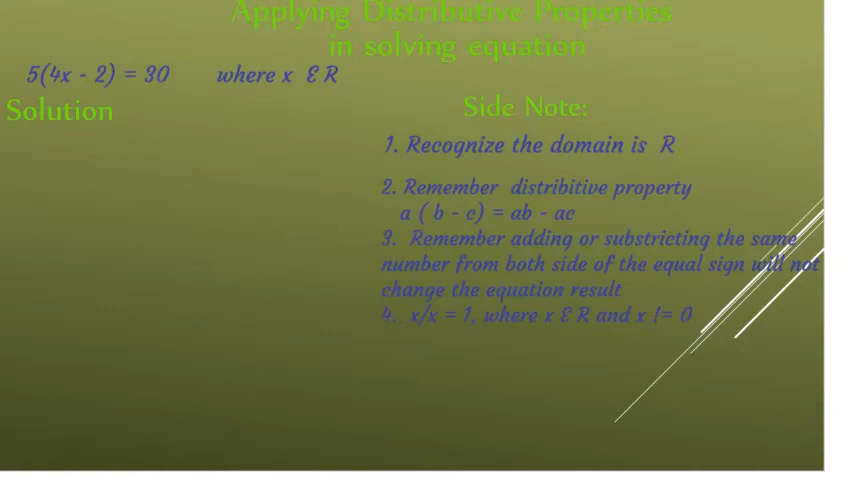 Applying Distributive Properties
in solving equation
5(4x - 2) = 30 where x Ɛ R
Solution
Side Note:
1. Recognize the domain is R
2. Remember distribitive property
a ( b - c) = ab - ac
3. Remember adding or substricting the same
number from both side of the equal sign will not
change the equation result
4. x/x = 1, where x Ɛ R and x != 0